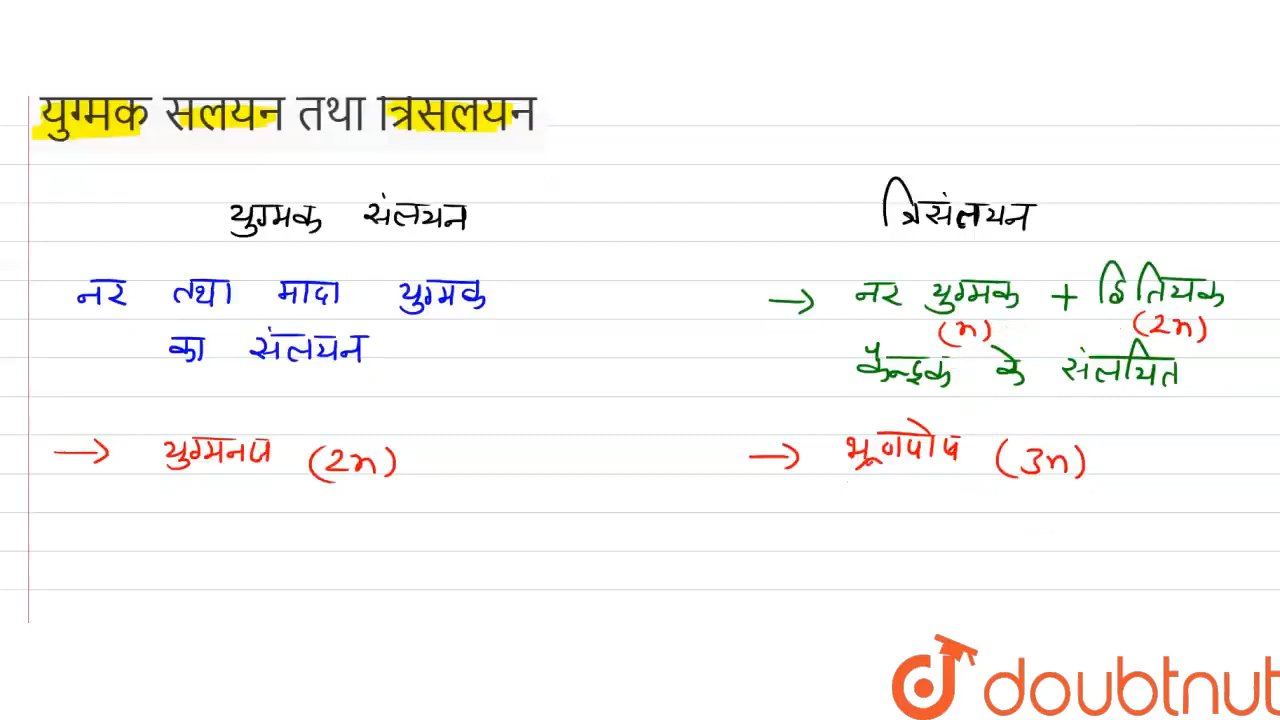 युग्मक सलयन तथा त्रिसलयन
युग्मक संलयन
त्रिसंलयन
नर तथा मादा युग्मक
का संलयन
→ युग्मनज (2n)
→ नर युग्मक + द्वितियक
(n) (2n)
केन्द्रक के संलयित
→ भ्रूणपोष (3n)
doubtnut